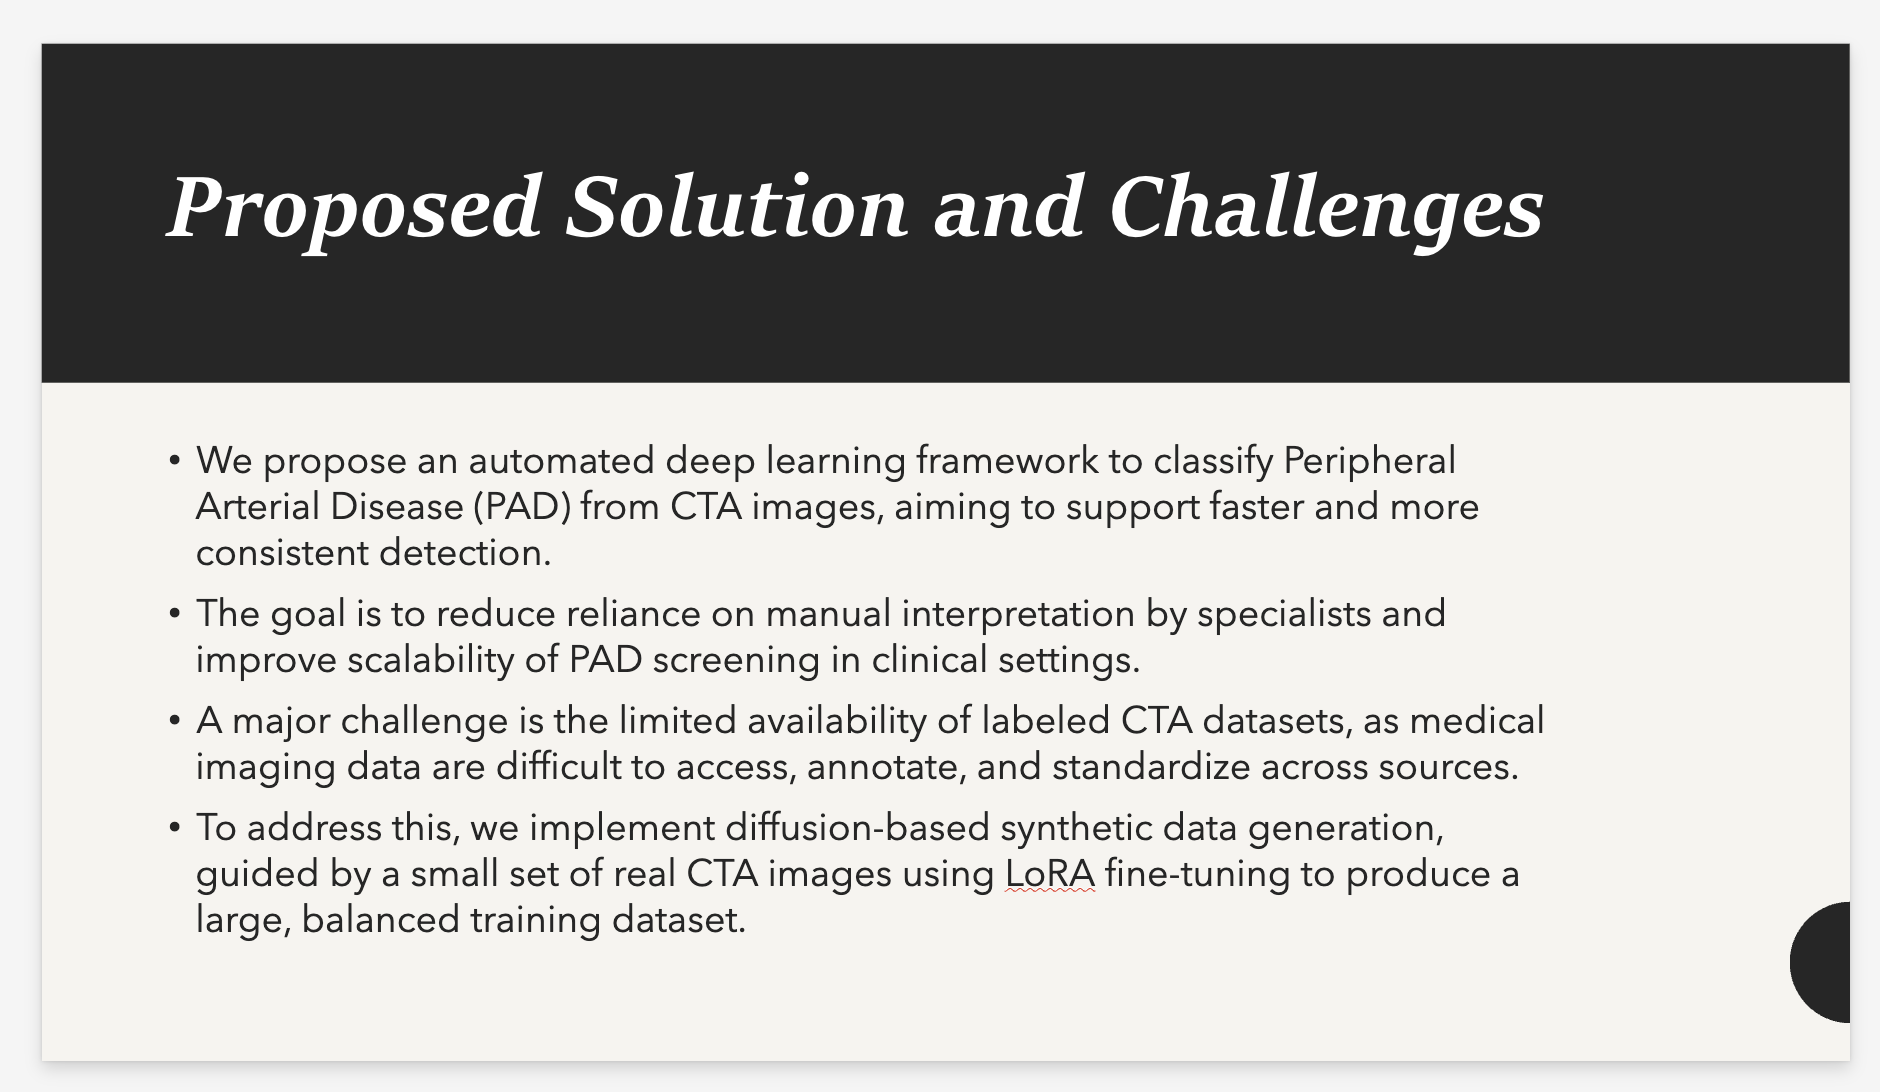 Proposed Solution and Challenges
• We propose an automated deep learning framework to classify Peripheral
Arterial Disease (PAD) from CTA images, aiming to support faster and more
consistent detection.
• The goal is to reduce reliance on manual interpretation by specialists and
improve scalability of PAD screening in clinical settings.
• A major challenge is the limited availability of labeled CTA datasets, as medical
imaging data are difficult to access, annotate, and standardize across sources.
• To address this, we implement diffusion-based synthetic data generation,
guided by a small set of real CTA images using LoRA fine-tuning to produce a
large, balanced training dataset.